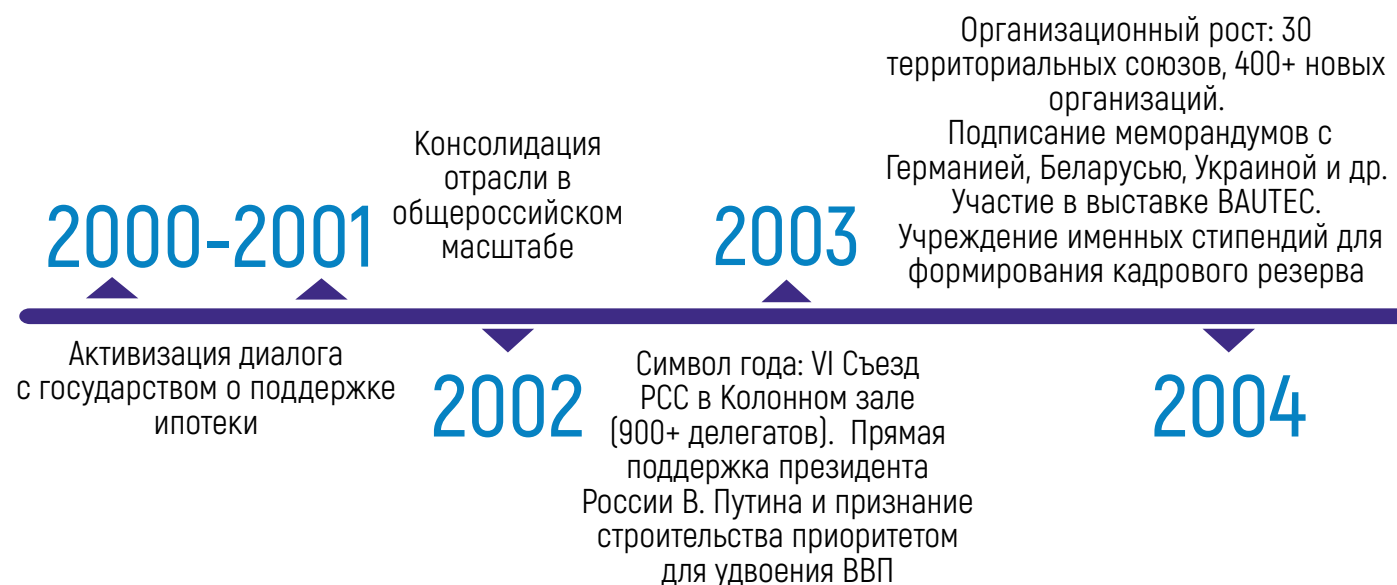 2000-2001
Активизация диалога
с государством о поддержке
ипотеки
Консолидация
отрасли в
общероссийском
масштабе
2002
Символ года: VI Съезд
РСС в Колонном зале
(900+ делегатов). Прямая
поддержка президента
России В. Путина и признание
строительства приоритетом
для удвоения ВВП
2003
Организационный рост: 30
территориальных союзов, 400+ новых
организаций.
Подписание меморандумов с
Германией, Беларусью, Украиной и др.
Участие в выставке BAUTEC.
Учреждение именных стипендий для
формирования кадрового резерва
2004